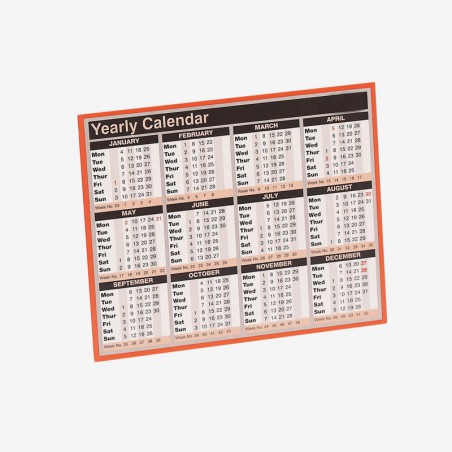 Yearly Calendar
JANUARY
Mon 4 11 18 25
Tue 5 12 19 26
Wed 6 13 20 27
Thur 7 14 21 28
Fri 1 8 15 22 29
Sat 2 9 16 23 30
Sun 3 10 17 24 31
Week No. 53 1 2 3 4
FEBRUARY
Mon 1 8 15 22
Tue 2 9 16 23
Wed 3 10 17 24
Thur 4 11 18 25
Fri 5 12 19 26
Sat 6 13 20 27
Sun 7 14 21 28
Week No. 5 6 7 8
MARCH
Mon 1 8 15 22 29
Tue 2 9 16 23 30
Wed 3 10 17 24 31
Thur 4 11 18 25
Fri 5 12 19 26
Sat 6 13 20 27
Sun 7 14 21 28
Week No. 9 10 11 12 13
APRIL
Mon 5 12 19 26
Tue 6 13 20 27
Wed 7 14 21 28
Thur 1 8 15 22 29
Fri 2 9 16 23 30
Sat 3 10 17 24
Sun 4 11 18 25
Week No. 13 14 15 16 17
MAY
Mon 3 10 17 24 31
Tue 4 11 18 25
Wed 5 12 19 26
Thur 6 13 20 27
Fri 7 14 21 28
Sat 1 8 15 22 29
Sun 2 9 16 23 30
Week No. 17 18 19 20 21 22
JUNE
Mon 7 14 21 28
Tue 1 8 15 22 29
Wed 2 9 16 23 30
Thur 3 10 17 24
Fri 4 11 18 25
Sat 5 12 19 26
Sun 6 13 20 27
Week No. 22 23 24 25 26
JULY
Mon 5 12 19 26
Tue 6 13 20 27
Wed 7 14 21 28
Thur 1 8 15 22 29
Fri 2 9 16 23 30
Sat 3 10 17 24 31
Sun 4 11 18 25
Week No. 26 27 28 29 30
AUGUST
Mon 2 9 16 23 30
Tue 3 10 17 24 31
Wed 4 11 18 25
Thur 5 12 19 26
Fri 6 13 20 27
Sat 7 14 21 28
Sun 1 8 15 22 29
Week No. 30 31 32 33 34 35
SEPTEMBER
Mon 6 13 20 27
Tue 7 14 21 28
Wed 1 8 15 22 29
Thur 2 9 16 23 30
Fri 3 10 17 24
Sat 4 11 18 25
Sun 5 12 19 26
Week No. 35 36 37 38 39
OCTOBER
Mon 4 11 18 25
Tue 5 12 19 26
Wed 6 13 20 27
Thur 7 14 21 28
Fri 1 8 15 22 29
Sat 2 9 16 23 30
Sun 3 10 17 24 31
Week No. 39 40 41 42 43
NOVEMBER
Mon 1 8 15 22 29
Tue 2 9 16 23 30
Wed 3 10 17 24
Thur 4 11 18 25
Fri 5 12 19 26
Sat 6 13 20 27
Sun 7 14 21 28
Week No. 44 45 46 47 48
DECEMBER
Mon 6 13 20 27
Tue 7 14 21 28
Wed 1 8 15 22 29
Thur 2 9 16 23 30
Fri 3 10 17 24 31
Sat 4 11 18 25
Sun 5 12 19 26
Week No. 48 49 50 51 52